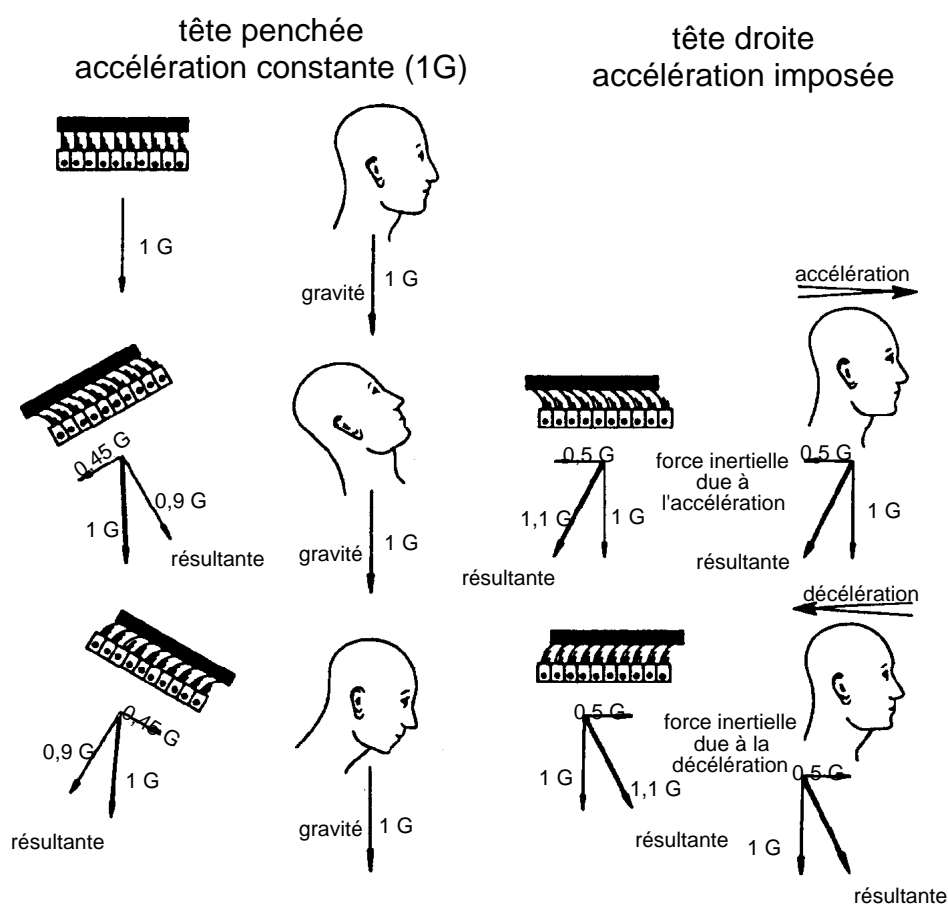 tête penchée
accélération constante (1G)
tête droite
accélération imposée
1 G
gravité
1 G
accélération
0,45 G
0,9 G
1 G
résultante
gravité
1 G
0,5 G
1,1 G
1 G
résultante
force inertielle
due à
l'accélération
0,5 G
1 G
résultante
décélération
0,45 G
0,9 G
1 G
résultante
gravité
1 G
0,5 G
1 G
1,1 G
résultante
force inertielle
due à la
décélération
0,5 G
1 G
résultante